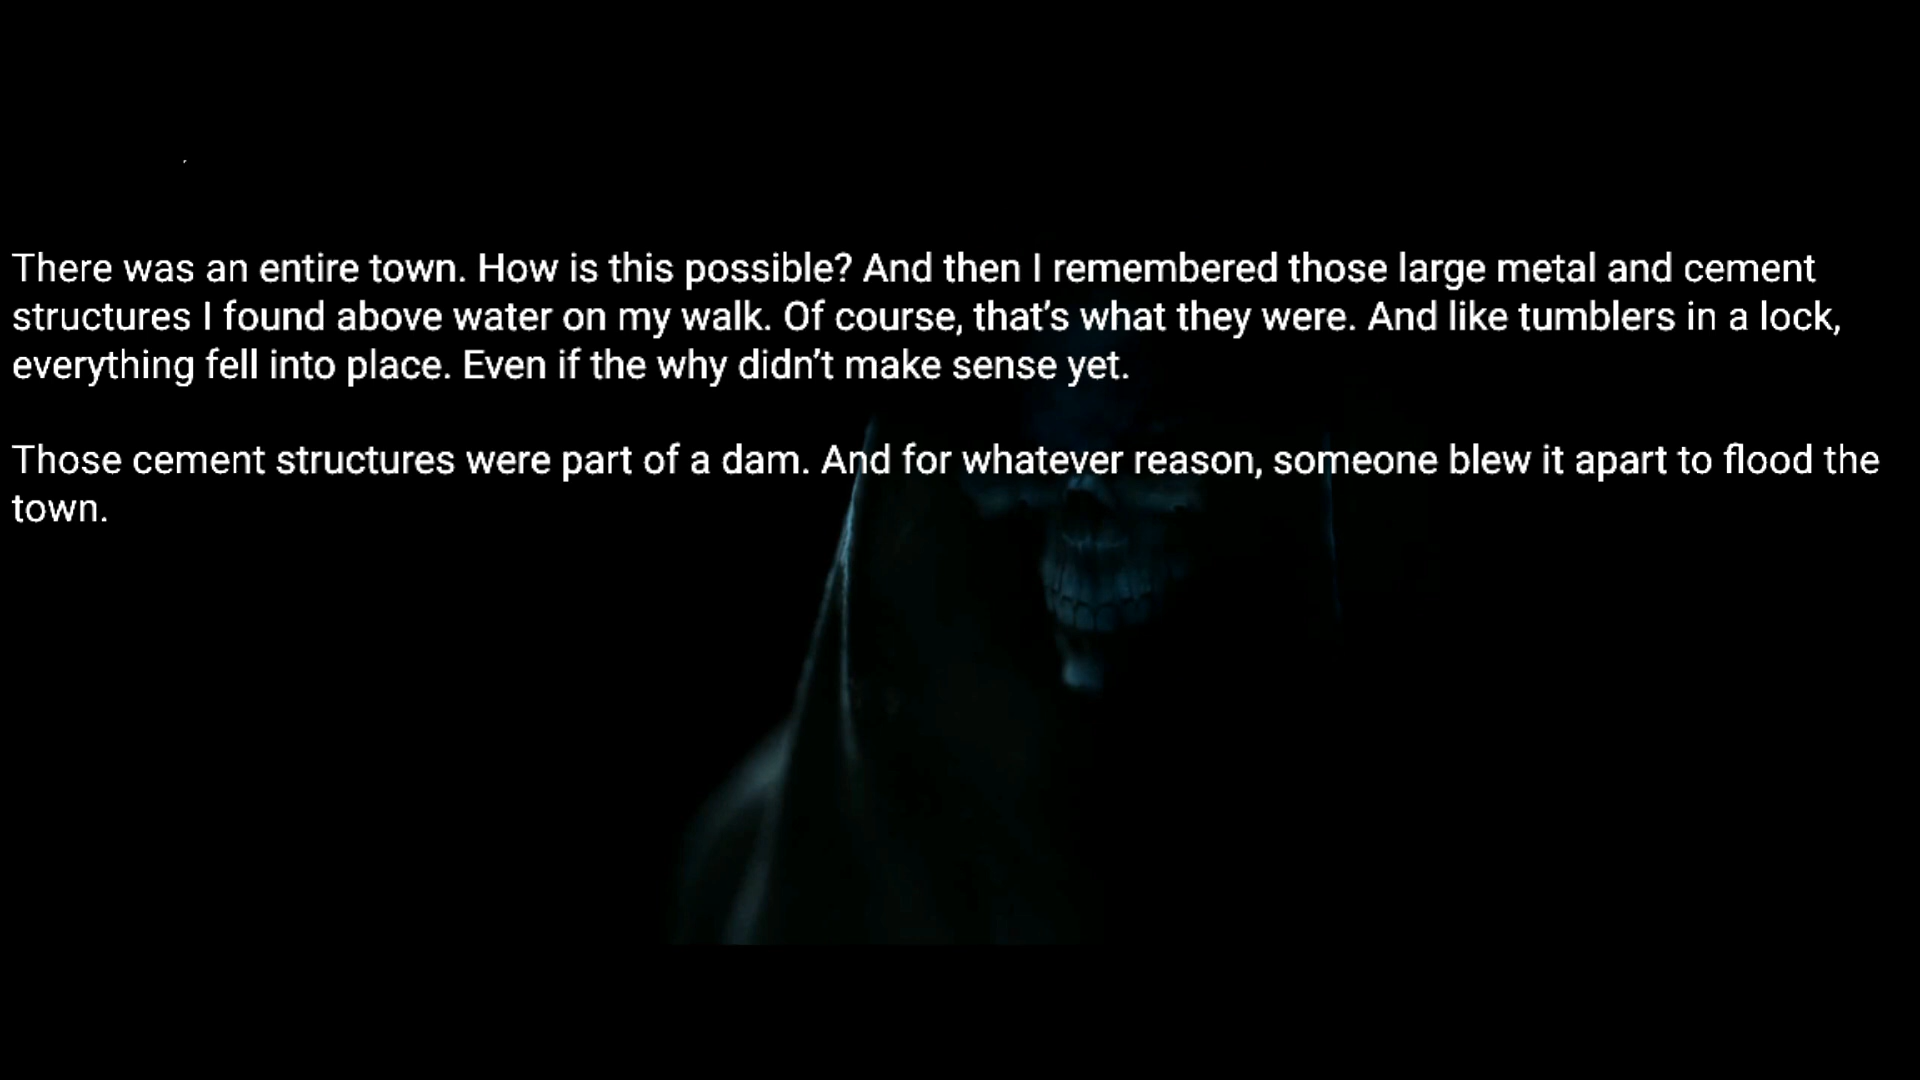 There was an entire town. How is this possible? And then I remembered those large metal and cement
structures I found above water on my walk. Of course, that’s what they were. And like tumblers in a lock,
everything fell into place. Even if the why didn’t make sense yet.
Those cement structures were part of a dam. And for whatever reason, someone blew it apart to flood the
town.